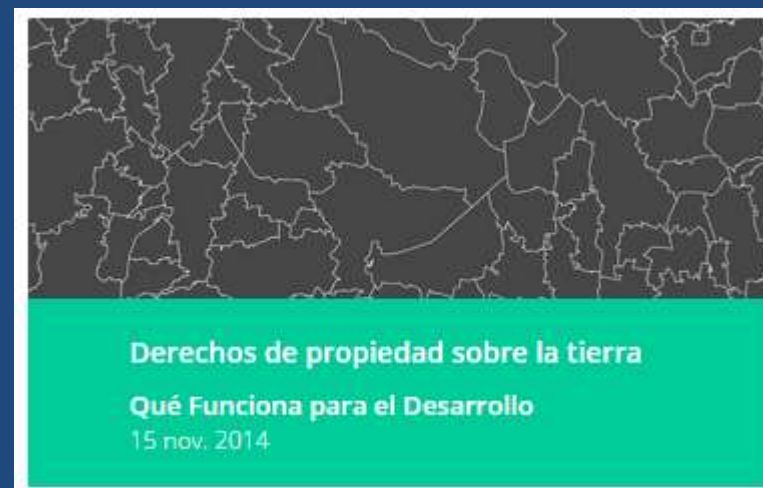 Derechos de propiedad sobre la tierra
Qué Funciona para el Desarrollo
15 nov. 2014